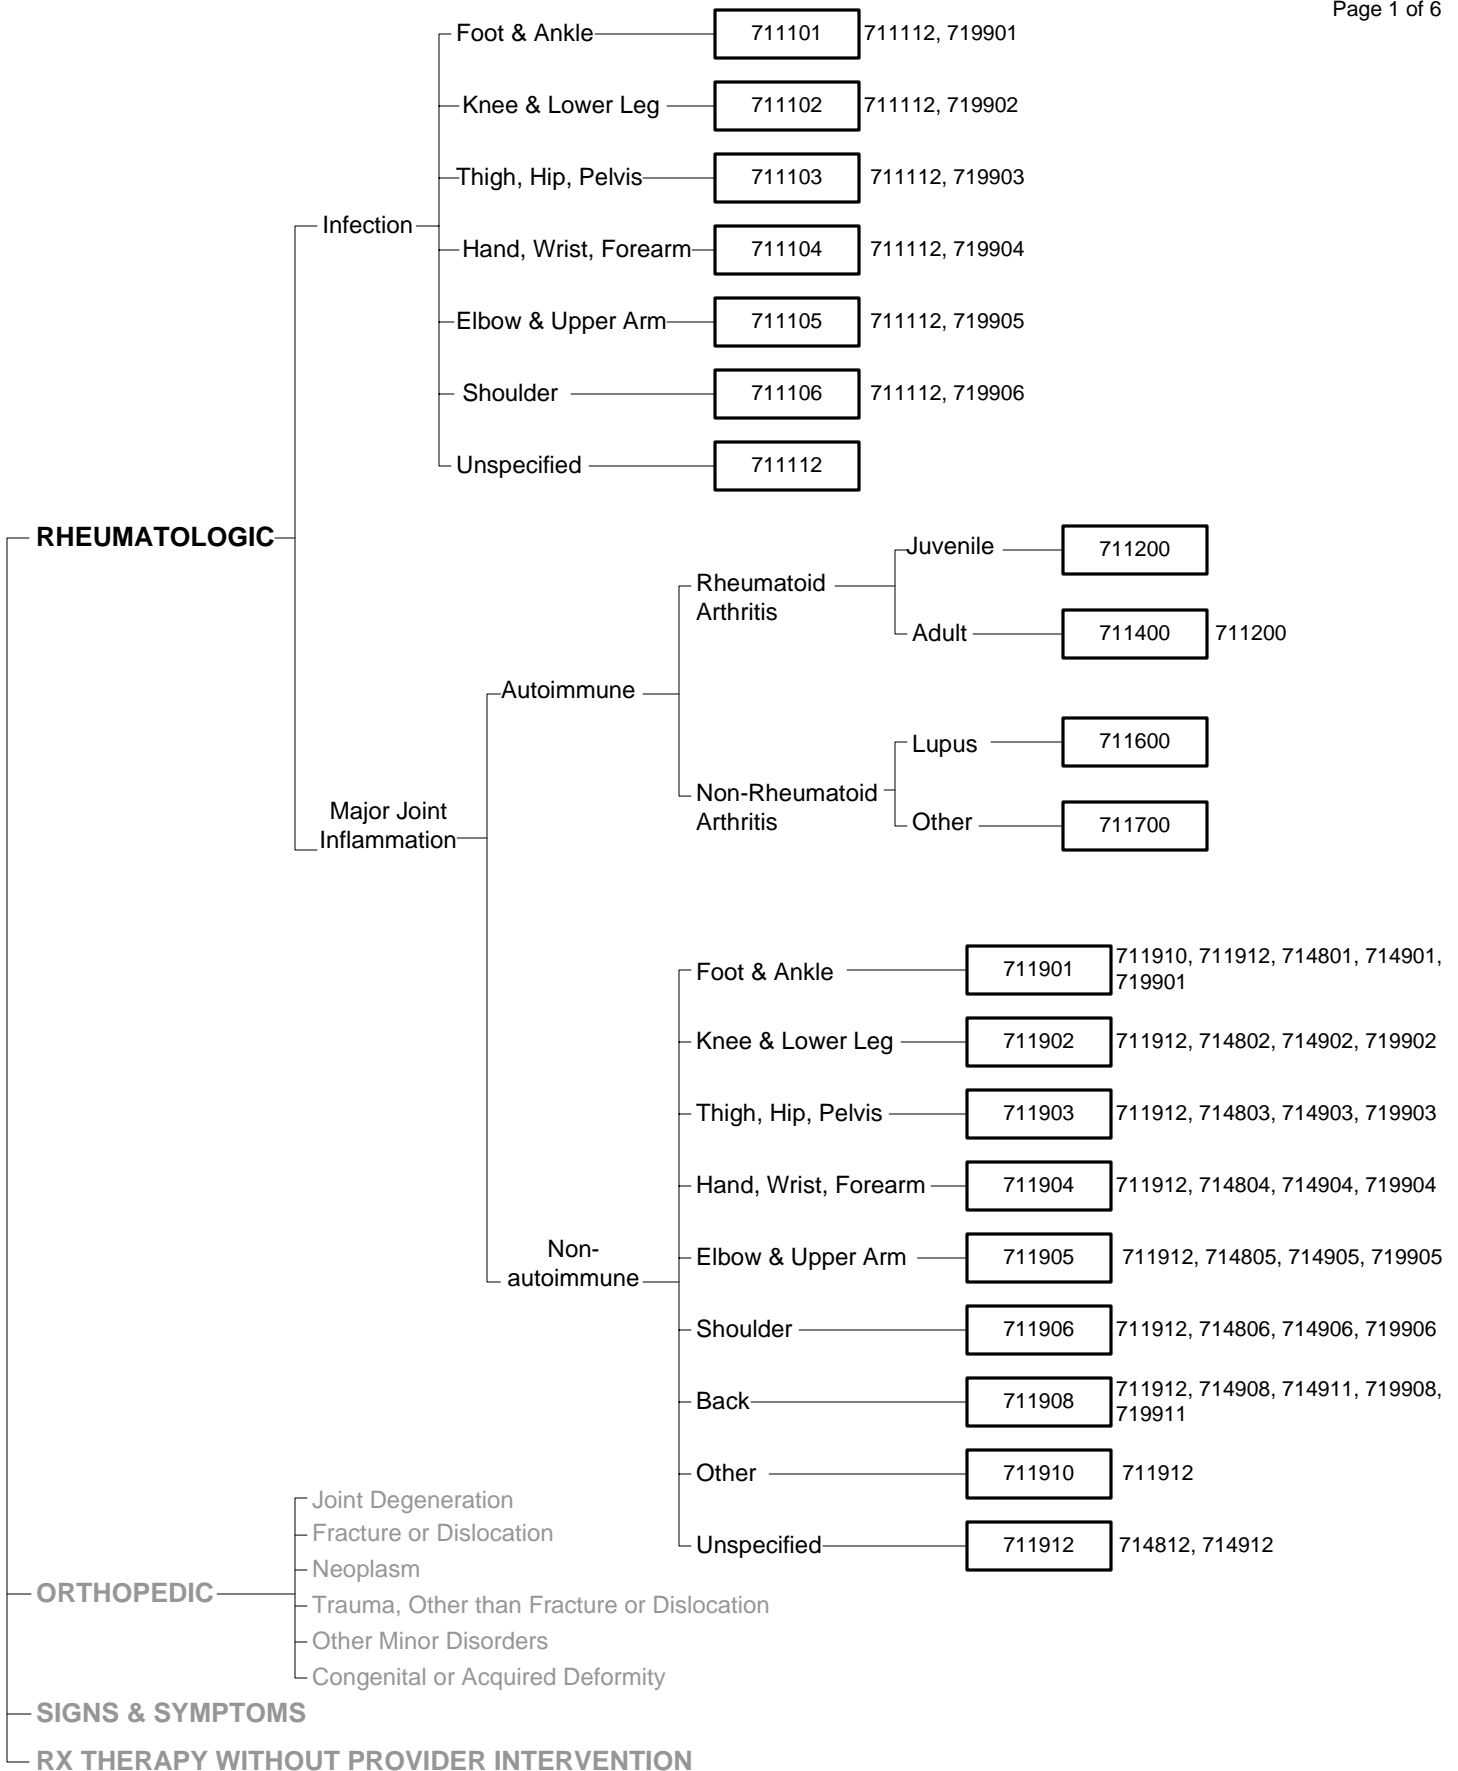 Page 1 of 6
Foot & Ankle 711101 711112, 719901
Knee & Lower Leg 711102 711112, 719902
Thigh, Hip, Pelvis 711103 711112, 719903
Infection
Hand, Wrist, Forearm 711104 711112, 719904
Elbow & Upper Arm 711105 711112, 719905
Shoulder 711106 711112, 719906
Unspecified 711112
RHEUMATOLOGIC
Juvenile 711200
Rheumatoid
Arthritis
Adult 711400 711200
Autoimmune
Lupus 711600
Non-Rheumatoid
Arthritis
Other 711700
Major Joint
Inflammation
Foot & Ankle 711901 711910, 711912, 714801, 714901,
719901
Knee & Lower Leg 711902 711912, 714802, 714902, 719902
Thigh, Hip, Pelvis 711903 711912, 714803, 714903, 719903
Hand, Wrist, Forearm 711904 711912, 714804, 714904, 719904
Non-
autoimmune
Elbow & Upper Arm 711905 711912, 714805, 714905, 719905
Shoulder 711906 711912, 714806, 714906, 719906
Back 711908 711912, 714908, 714911, 719908,
719911
Other 711910 711912
Unspecified 711912 714812, 714912
Joint Degeneration
Fracture or Dislocation
Neoplasm
ORTHOPEDIC
Trauma, Other than Fracture or Dislocation
Other Minor Disorders
Congenital or Acquired Deformity
SIGNS & SYMPTOMS
RX THERAPY WITHOUT PROVIDER INTERVENTION